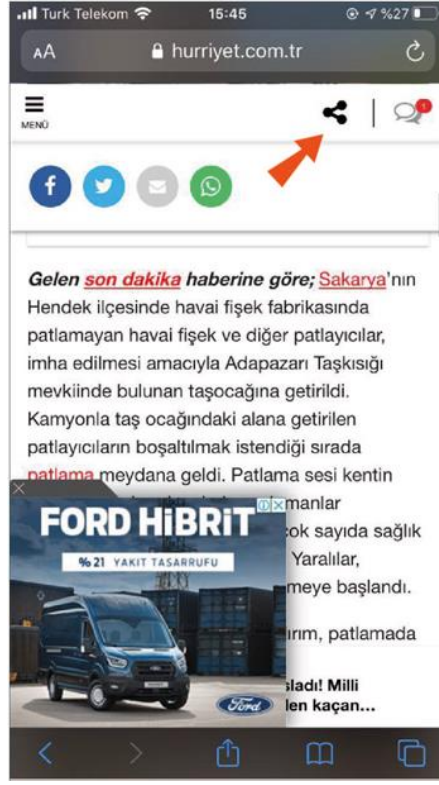 Turk Telekom 15:45 %27
AA hurriyet.com.tr
MENÜ 1
Gelen son dakika haberine göre; Sakarya'nın
Hendek ilçesinde havai fişek fabrikasında
patlamayan havai fişek ve diğer patlayıcılar,
imha edilmesi amacıyla Adapazarı Taşkısığı
mevkiinde bulunan taşocağına getirildi.
Kamyonla taş ocağındaki alana getirilen
patlayıcıların boşaltılmak istendiği sırada
patlama meydana geldi. Patlama sesi kentin
manlar
FORD HiBRiT
çok sayıda sağlık
%21 YAKIT TASARRUFU
Yaralılar,
meye başlandı.
ırım, patlamada
sladı! Milli
Ford
len kaçan...